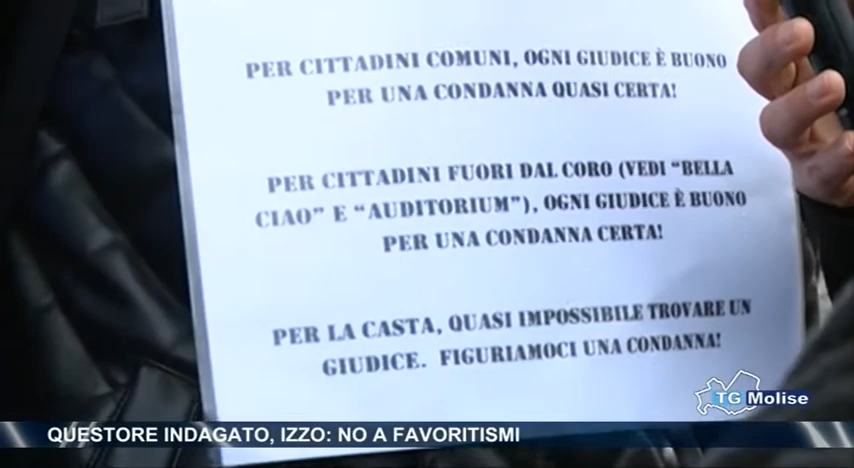 PER CITTADINI COMUNI, OGNI GIUDICE È BUONO
PER UNA CONDANNA QUASI CERTA!
PER CITTADINI FUORI DAL CORO (VEDI “BELLA
CIAO” E “AUDITORIUM”), OGNI GIUDICE È BUONO
PER UNA CONDANNA CERTA!
PER LA CASTA, QUASI IMPOSSIBILE TROVARE UN
GIUDICE. FIGURIAMOCI UNA CONDANNA!
TG Molise
QUESTORE INDAGATO, IZZO: NO A FAVORITISMI